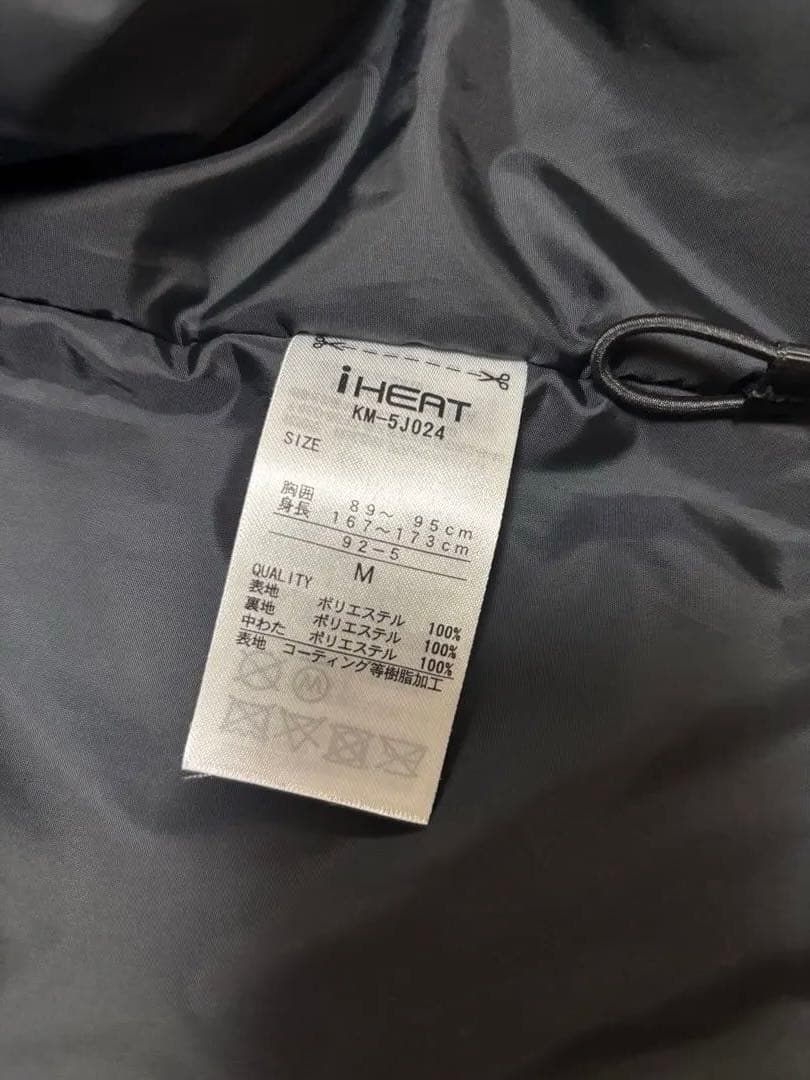 iHEAT
KM-5J024
SIZE
胸囲 89〜 95cm
身長 167〜173cm
92-5
M
QUALITY
表地 ポリエステル 100%
裏地 ポリエステル 100%
中わた ポリエステル 100%
表地 コーティング等樹脂加工